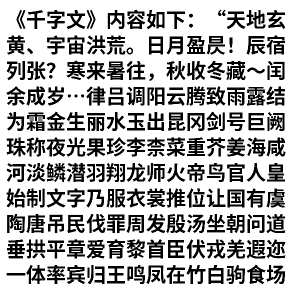 《千字文》内容如下：“天地玄
黄、宇宙洪荒。日月盈昃！辰宿
列张？寒来暑往，秋收冬藏～闰
余成岁…律吕调阳云腾致雨露结
为霜金生丽水玉出昆冈剑号巨阙
珠称夜光果珍李柰菜重芥姜海咸
河淡鳞潜羽翔龙师火帝鸟官人皇
始制文字乃服衣裳推位让国有虞
陶唐吊民伐罪周发殷汤坐朝问道
垂拱平章爱育黎首臣伏戎羌遐迩
一体率宾归王鸣凤在竹白驹食场